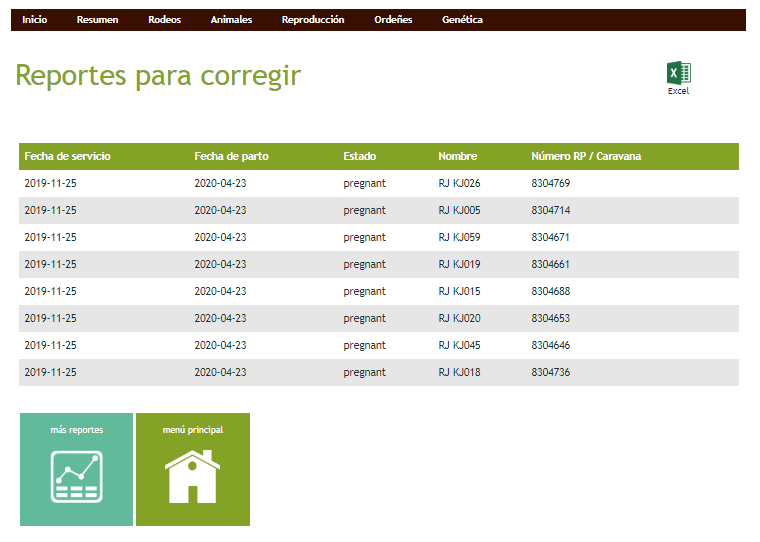 Inicio Resumen Rodeos Animales Reproducción Ordeñes Genética
Reportes para corregir
Excel
Fecha de servicio Fecha de parto Estado Nombre Número RP / Caravana
2019-11-25 2020-04-23 pregnant RJ KJ026 8304769
2019-11-25 2020-04-23 pregnant RJ KJ005 8304714
2019-11-25 2020-04-23 pregnant RJ KJ059 8304671
2019-11-25 2020-04-23 pregnant RJ KJ019 8304661
2019-11-25 2020-04-23 pregnant RJ KJ015 8304688
2019-11-25 2020-04-23 pregnant RJ KJ020 8304653
2019-11-25 2020-04-23 pregnant RJ KJ045 8304646
2019-11-25 2020-04-23 pregnant RJ KJ018 8304736
más reportes menú principal